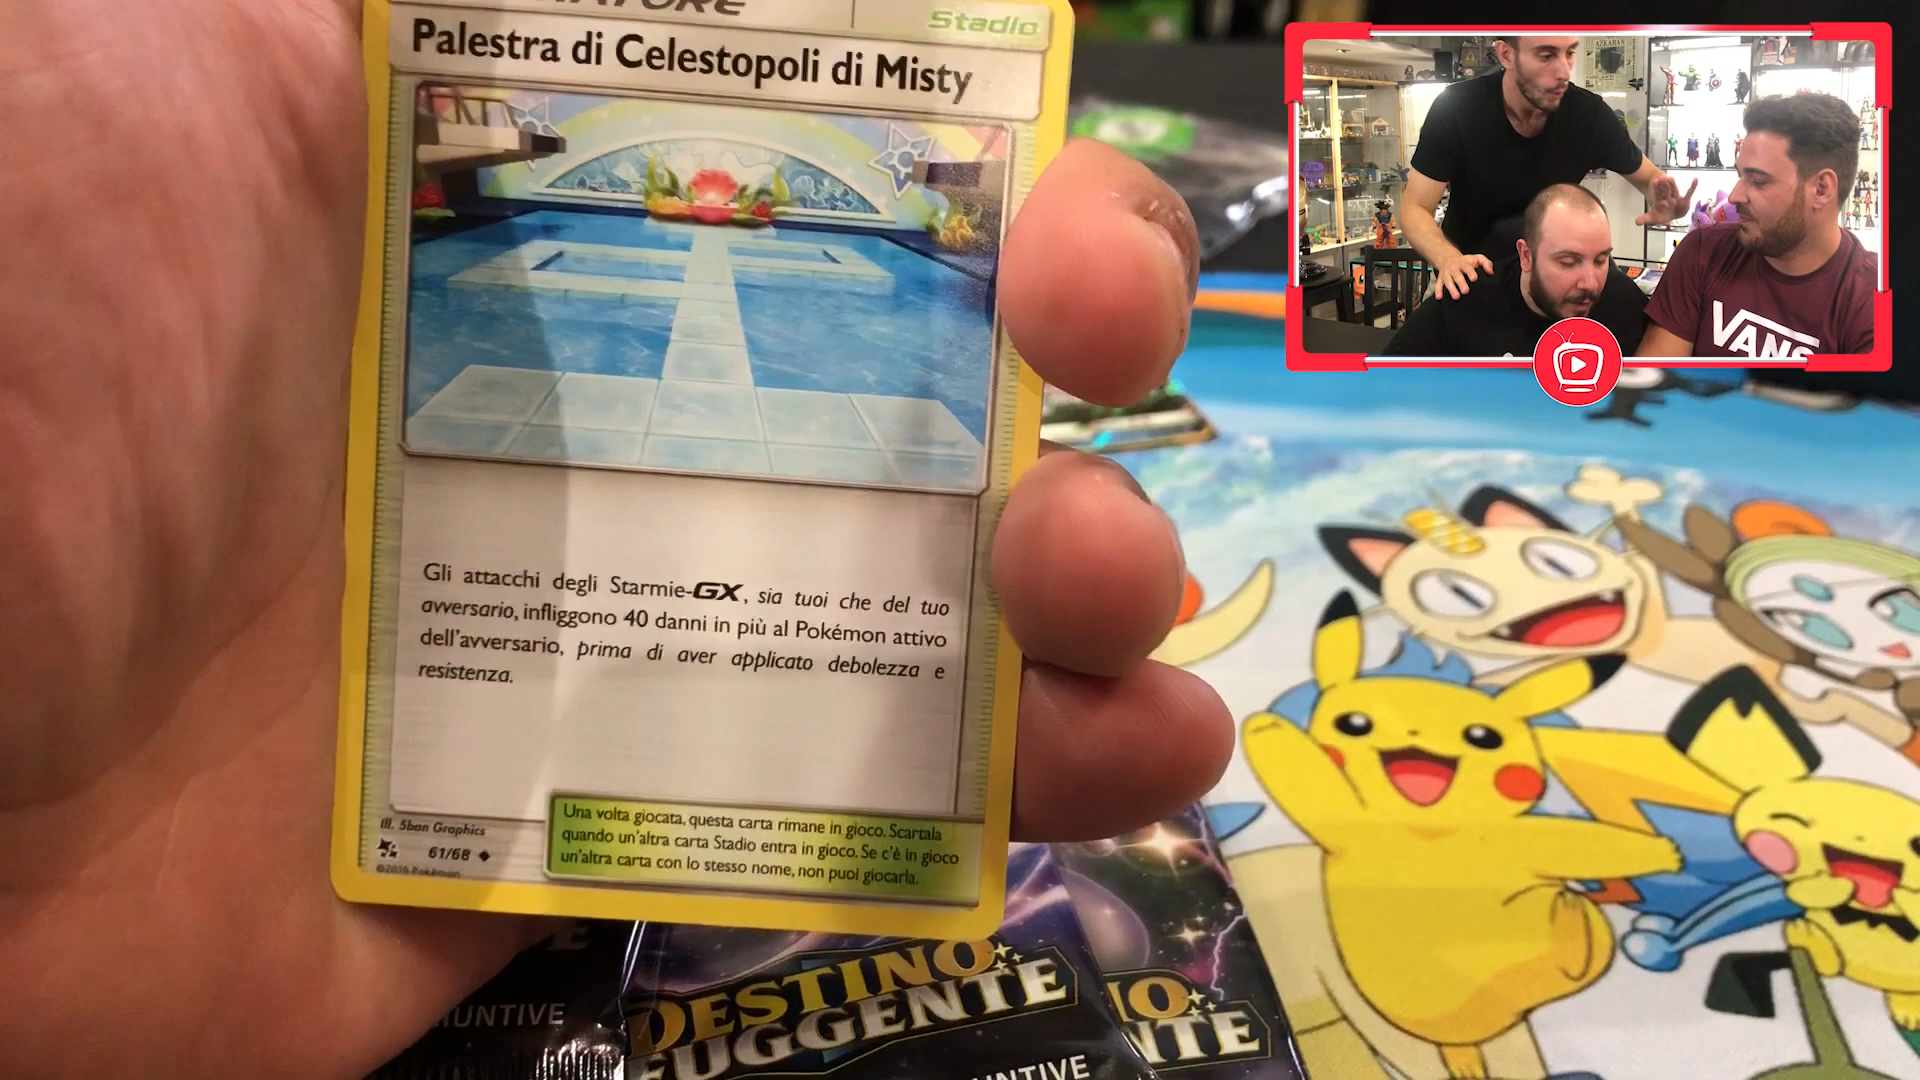 Stadio
Palestra di Celestopoli di Misty
Gli attacchi degli Starmie-GX, sia tuoi che del tuo
avversario, infliggono 40 danni in più al Pokémon attivo
dell'avversario, prima di aver applicato debolezza e
resistenza.
Ill. 5ban Graphics
61/68
©2019 Pokémon
Una volta giocata, questa carta rimane in gioco. Scartala
quando un'altra carta Stadio entra in gioco. Se c'è in gioco
un'altra carta con lo stesso nome, non puoi giocarla.
DESTINO
FUGGENTE
AZKABAN
VANS